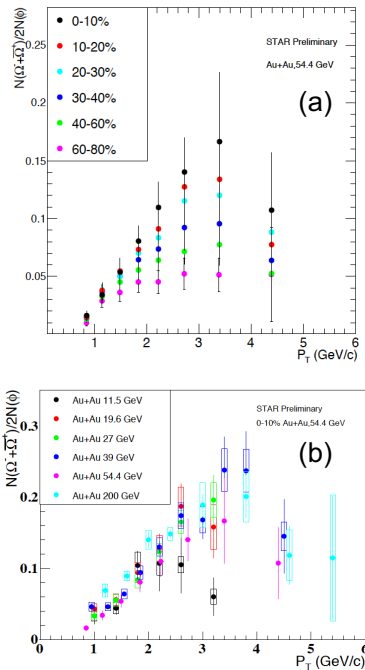 N(Ω⁻+Ω̄⁺)/2N(ϕ)
0.25
0.2
0.15
0.1
0.05
0-10%
10-20%
20-30%
30-40%
40-60%
60-80%
STAR Preliminary
Au+Au,54.4 GeV
(a)
0 1 2 3 4 5 6
P_T (GeV/c)
N(Ω⁻+Ω̄⁺)/2N(ϕ)
0.3
0.2
0.1
0
Au+Au 11.5 GeV
Au+Au 19.6 GeV
Au+Au 27 GeV
Au+Au 39 GeV
Au+Au 54.4 GeV
Au+Au 200 GeV
STAR Preliminary
0-10% Au+Au,54.4 GeV
(b)
0 1 2 3 4 5 6
P_T (GeV/c)